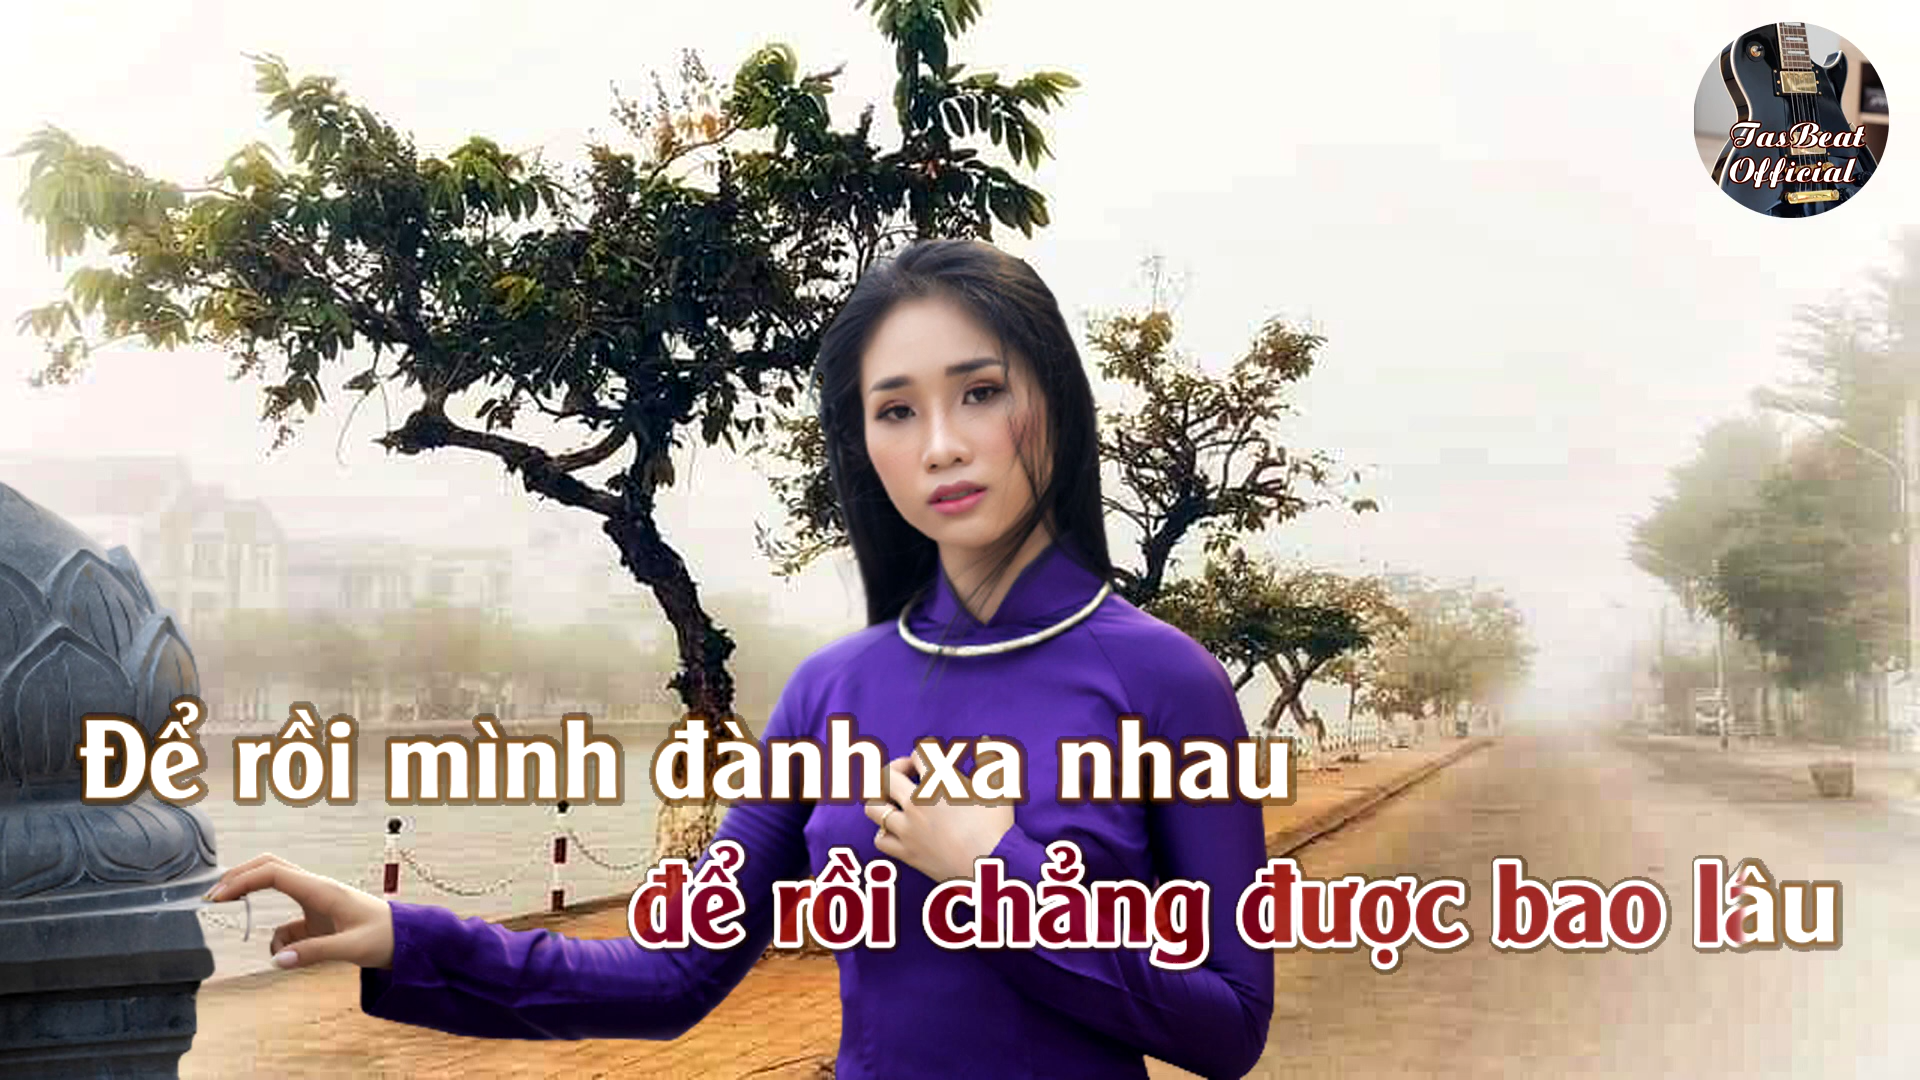 TasBeat
Official
Để rồi mình đành xa nhau
để rồi chẳng được bao lâu